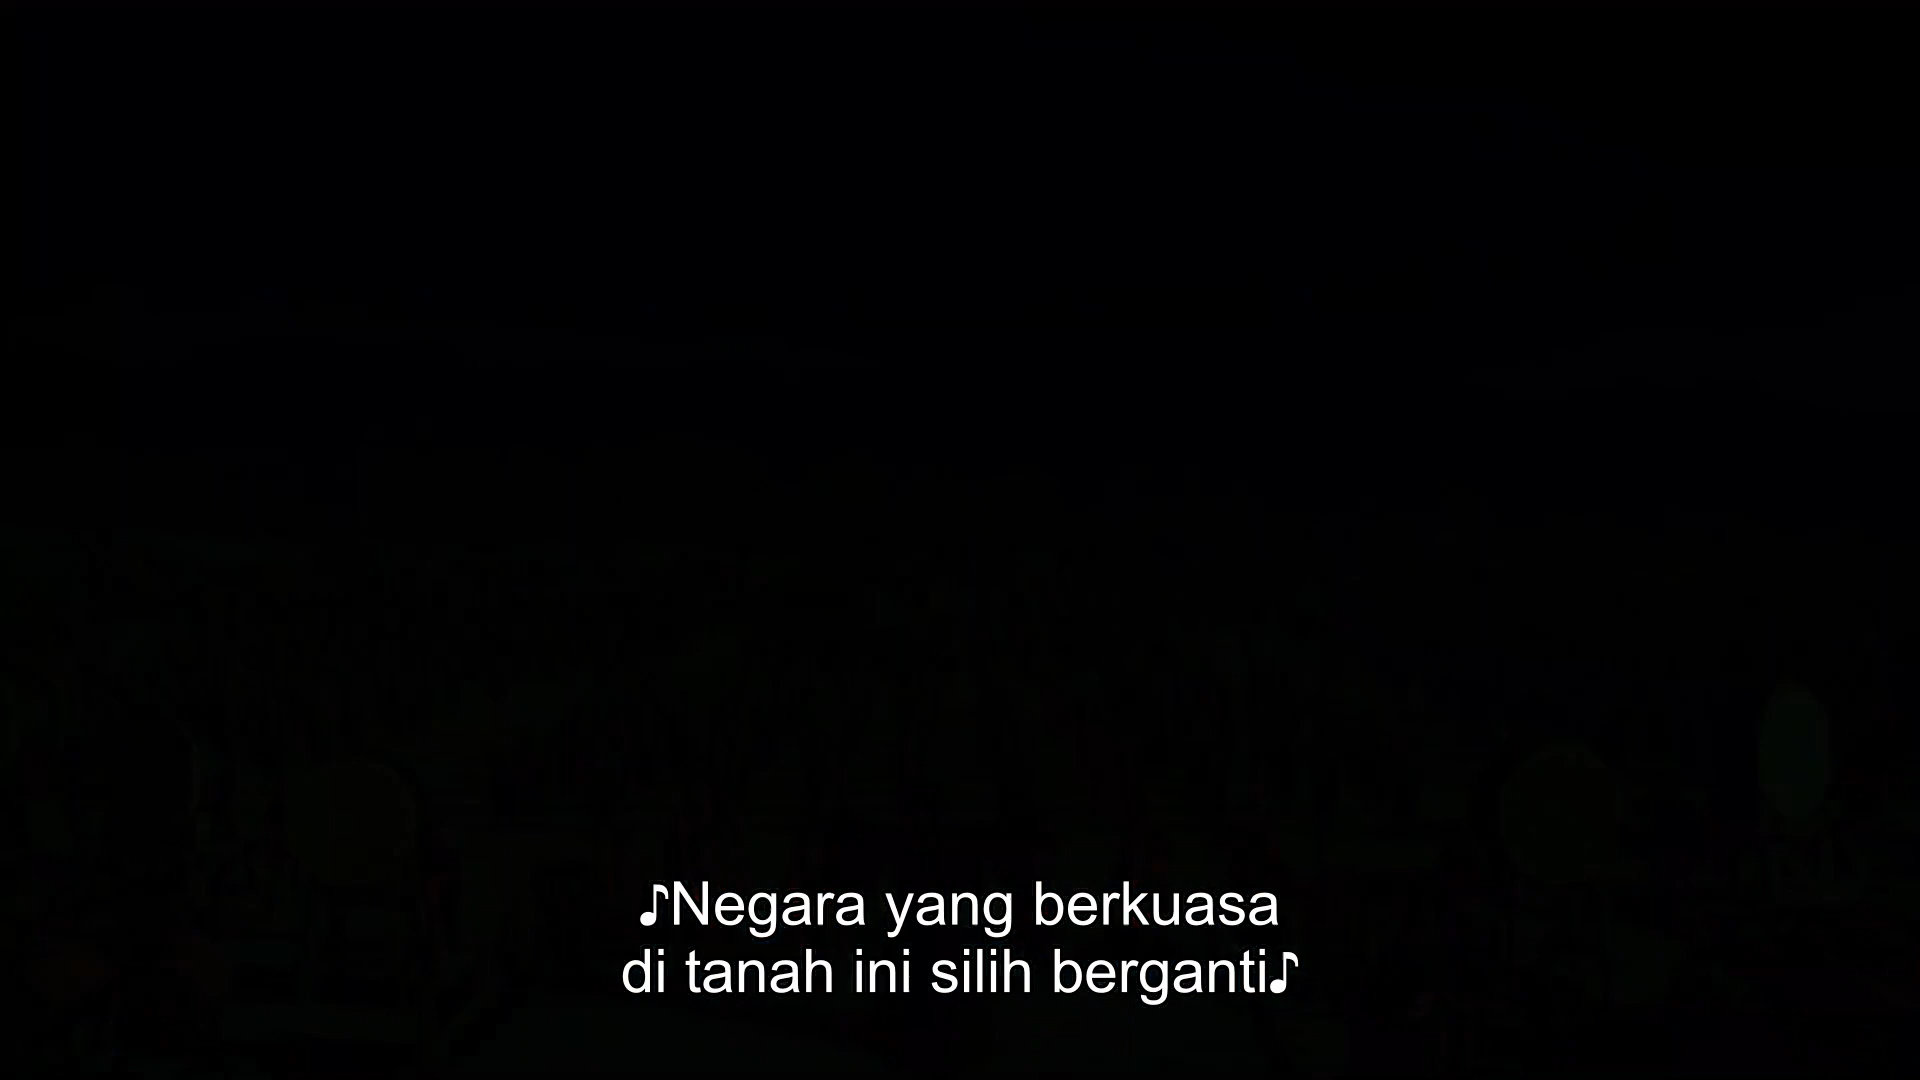 ♪Negara yang berkuasa
di tanah ini silih berganti♪